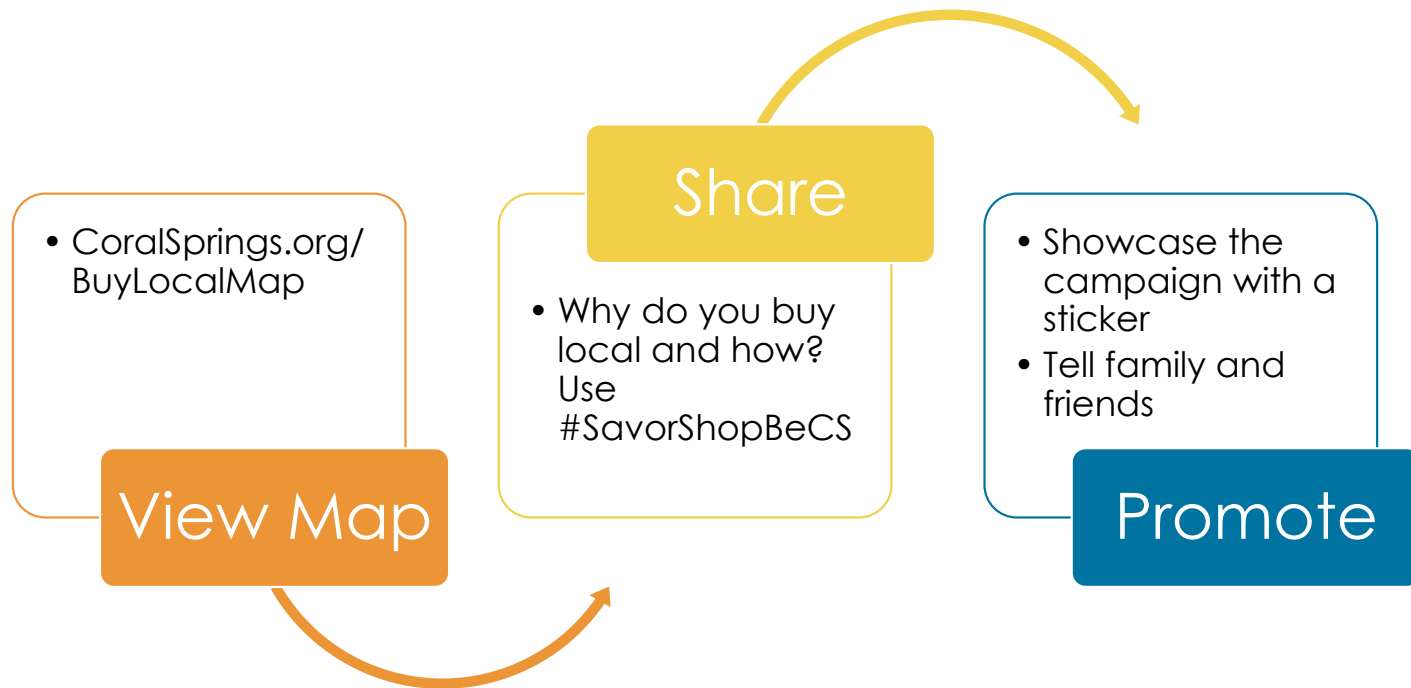 • CoralSprings.org/
BuyLocalMap
View Map
Share
• Why do you buy
local and how?
Use
#SavorShopBeCS
• Showcase the
campaign with a
sticker
• Tell family and
friends
Promote